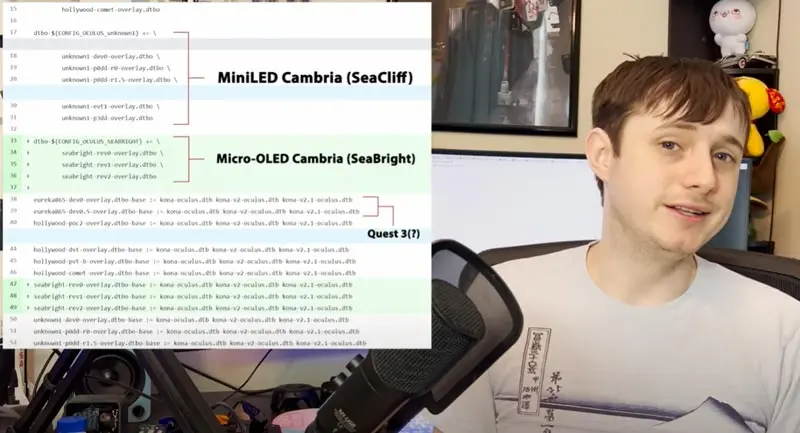 15 hollywood-comet-overlay.dtbo
16
17 dtbo-${CONFIG_OCULUS_unknown1} += \
18 unknown1-dev0-overlay.dtbo \
19 unknown1-p0dd-r0-overlay.dtbo \
20 unknown1-p0dd-r1.5-overlay.dtbo \
MiniLED Cambria (SeaCliff)
30 unknown1-evt1-overlay.dtbo \
31 unknown1-p3dd-overlay.dtbo
32
33 + dtbo-${CONFIG_OCULUS_SEABRIGHT} += \
34 + seabright-rev0-overlay.dtbo \
35 + seabright-rev1-overlay.dtbo \
36 + seabright-rev2-overlay.dtbo
37 +
Micro-OLED Cambria (SeaBright)
38 eureka865-dev0-overlay.dtbo-base := kona-oculus.dtb kona-v2-oculus.dtb kona-v2.1-oculus.dtb
39 eureka865-dev0.5-overlay.dtbo-base := kona-oculus.dtb kona-v2-oculus.dtb kona-v2.1-oculus.dtb
40 hollywood-poc2-overlay.dtbo-base := kona-oculus.dtb kona-v2-oculus.dtb kona-v2.1-oculus.dtb
Quest 3(?)
44 hollywood-dvt-overlay.dtbo-base := kona-oculus.dtb kona-v2-oculus.dtb kona-v2.1-oculus.dtb
45 hollywood-pvt-b-overlay.dtbo-base := kona-oculus.dtb kona-v2-oculus.dtb kona-v2.1-oculus.dtb
46 hollywood-comet-overlay.dtbo-base := kona-oculus.dtb kona-v2-oculus.dtb kona-v2.1-oculus.dtb
47 + seabright-rev0-overlay.dtbo-base := kona-oculus.dtb kona-v2-oculus.dtb kona-v2.1-oculus.dtb
48 + seabright-rev1-overlay.dtbo-base := kona-oculus.dtb kona-v2-oculus.dtb kona-v2.1-oculus.dtb
49 + seabright-rev2-overlay.dtbo-base := kona-oculus.dtb kona-v2-oculus.dtb kona-v2.1-oculus.dtb
50 unknown1-dev0-overlay.dtbo-base := kona-oculus.dtb kona-v2-oculus.dtb kona-v2.1-oculus.dtb
51 unknown1-p0dd-r0-overlay.dtbo-base := kona-oculus.dtb kona-v2-oculus.dtb kona-v2.1-oculus.dtb
52 unknown1-p0dd-r1.5-overlay.dtbo-base := kona-oculus.dtb kona-v2-oculus.dtb kona-v2.1-oculus.dtb